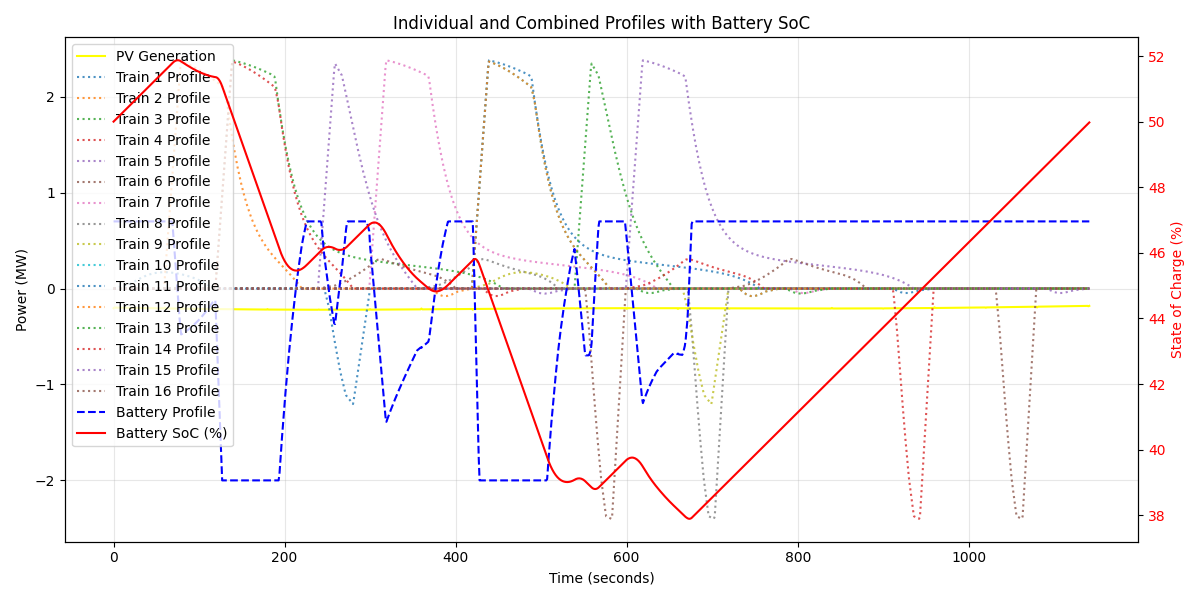 Individual and Combined Profiles with Battery SoC
PV Generation
Train 1 Profile
Train 2 Profile
Train 3 Profile
Train 4 Profile
Train 5 Profile
Train 6 Profile
Train 7 Profile
Train 8 Profile
Train 9 Profile
Train 10 Profile
Train 11 Profile
Train 12 Profile
Train 13 Profile
Train 14 Profile
Train 15 Profile
Train 16 Profile
Battery Profile
Battery SoC (%)
Power (MW)
2
1
0
−1
−2
0 200 400 600 800 1000
Time (seconds)
52
50
48
46
44
42
40
38
State of Charge (%)